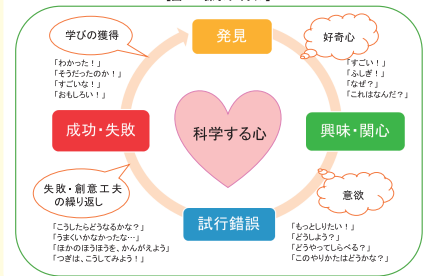 学びの獲得
「わかった！」
「そうだったのか！」
「すごいな！」
「おもしろい！」
発見
好奇心
「すごい！」
「ふしぎ！」
「なぜ？」
「これはなんだ？」
成功・失敗
科学する心
興味・関心
失敗・創意工夫
の繰り返し
「こうしたらどうなるかな？」
「うまくいかなかったな…」
「ほかのほうほうを、かんがえよう」
「つぎは、こうしてみよう！」
試行錯誤
意欲
「もっとしりたい！」
「どうしよう？」
「どうやってしらべる？」
「このやりかたはどうかな？」